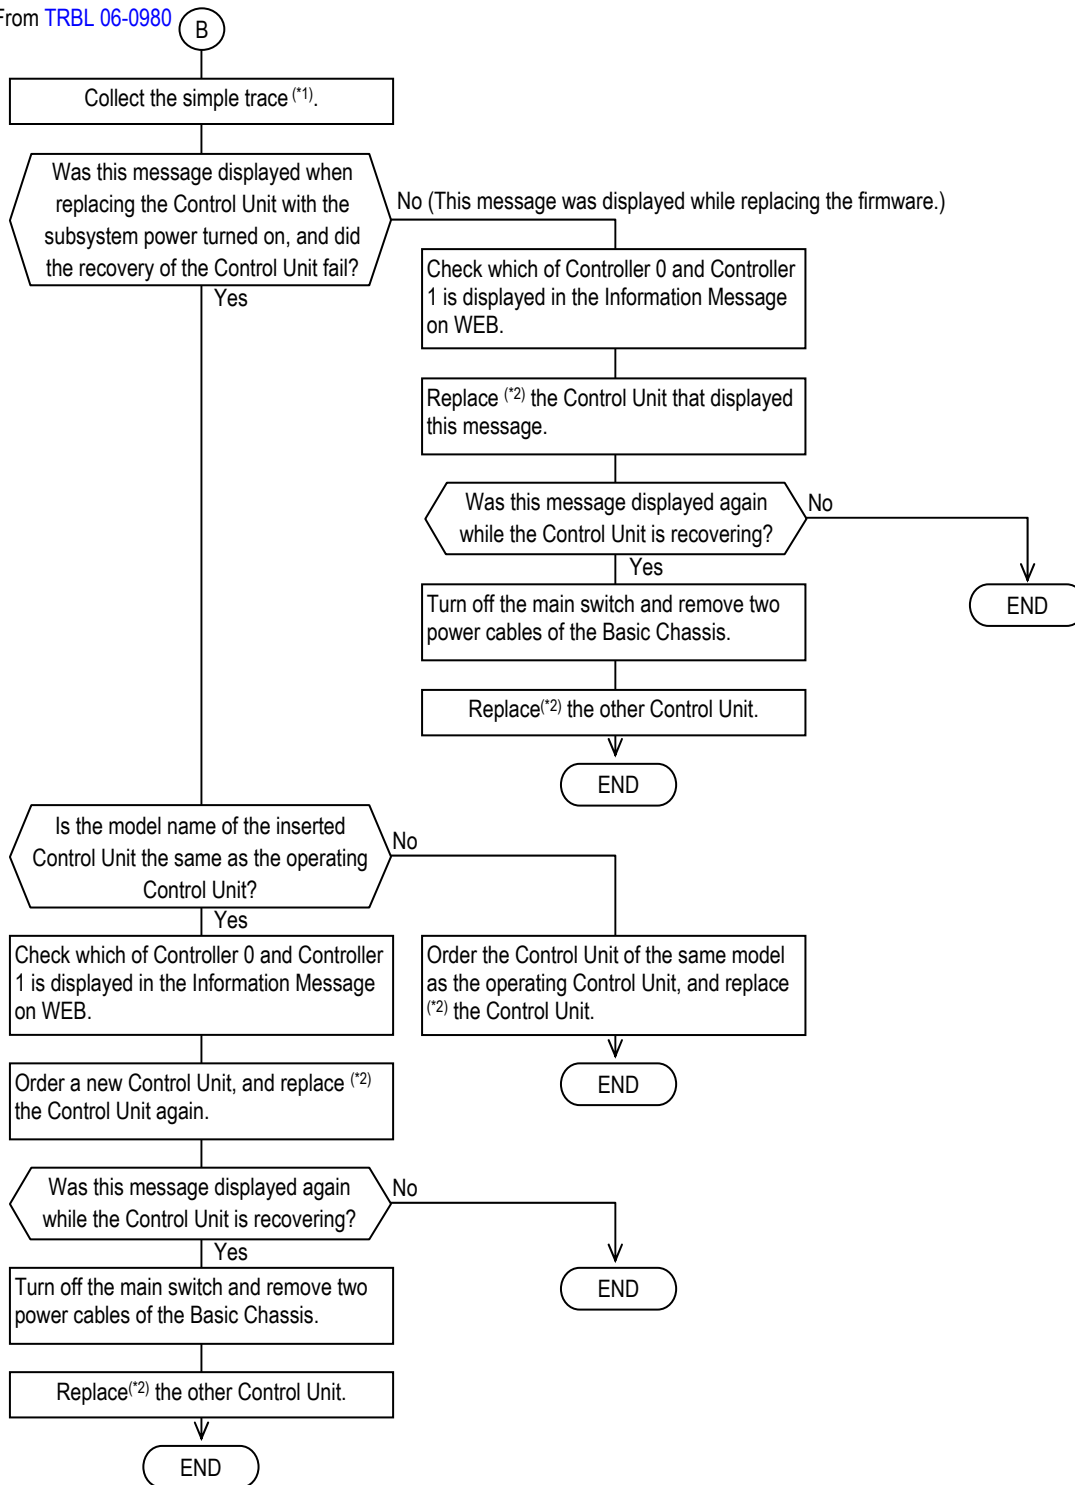 From TRBL 06-0980
B
Collect the simple trace (*1).
Was this message displayed when
replacing the Control Unit with the
subsystem power turned on, and did
the recovery of the Control Unit fail?
No (This message was displayed while replacing the firmware.)
Yes
Check which of Controller 0 and Controller
1 is displayed in the Information Message
on WEB.
Replace (*2) the Control Unit that displayed
this message.
Was this message displayed again
while the Control Unit is recovering?
No
Yes
END
Turn off the main switch and remove two
power cables of the Basic Chassis.
Replace(*2) the other Control Unit.
END
Is the model name of the inserted
Control Unit the same as the operating
Control Unit?
No
Yes
Check which of Controller 0 and Controller
1 is displayed in the Information Message
on WEB.
Order the Control Unit of the same model
as the operating Control Unit, and replace
(*2) the Control Unit.
END
Order a new Control Unit, and replace (*2)
the Control Unit again.
Was this message displayed again
while the Control Unit is recovering?
No
Yes
END
Turn off the main switch and remove two
power cables of the Basic Chassis.
Replace(*2) the other Control Unit.
END